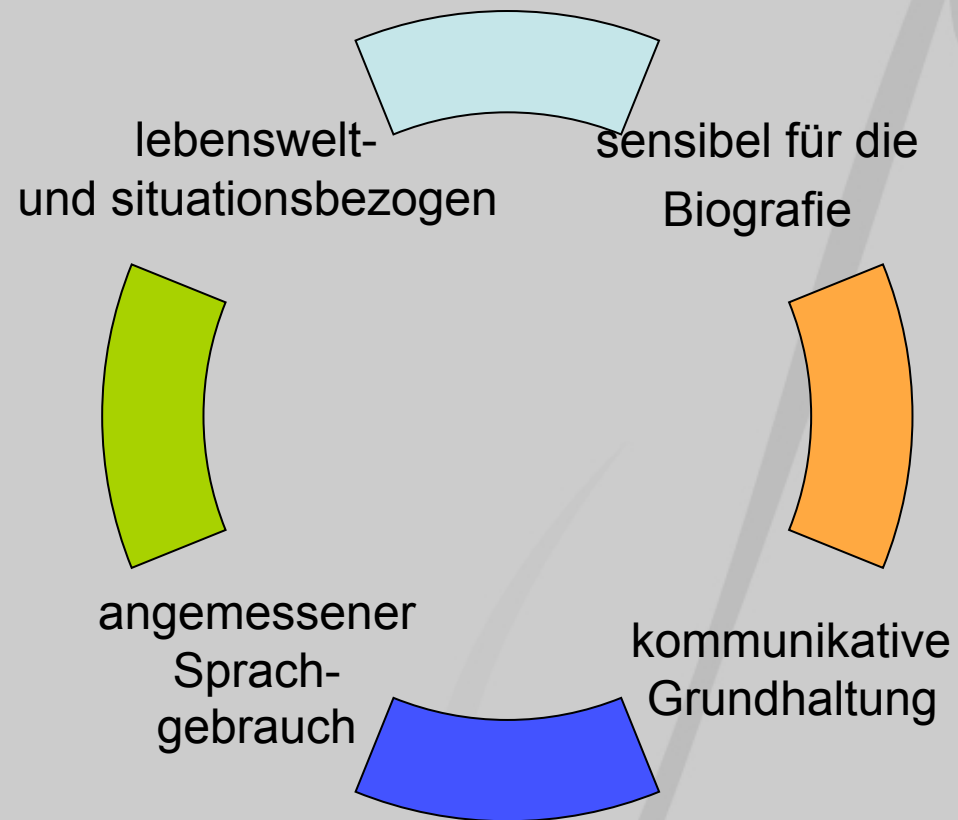 lebenswelt-
und situationsbezogen
sensibel für die
Biografie
angemessener
Sprach-
gebrauch
kommunikative
Grundhaltung